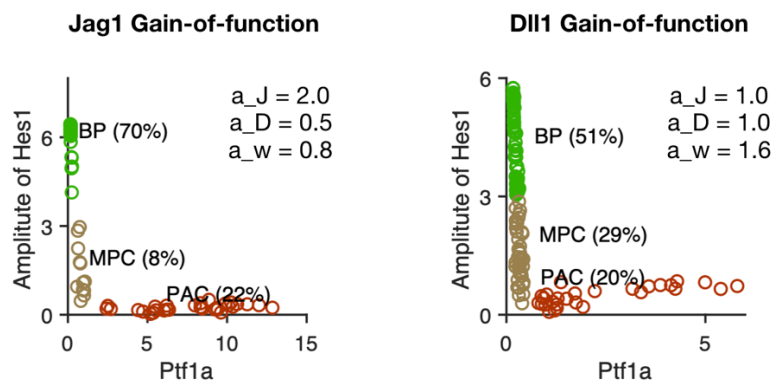 Jag1 Gain-of-function
a_J = 2.0
a_D = 0.5
a_w = 0.8
BP (70%)
MPC (8%)
PAC (22%)
Amplitude of Hes1
6
3
0
0
5
10
15
Ptf1a
Dll1 Gain-of-function
a_J = 1.0
a_D = 1.0
a_w = 1.6
BP (51%)
MPC (29%)
PAC (20%)
Amplitude of Hes1
6
3
0
0
5
Ptf1a